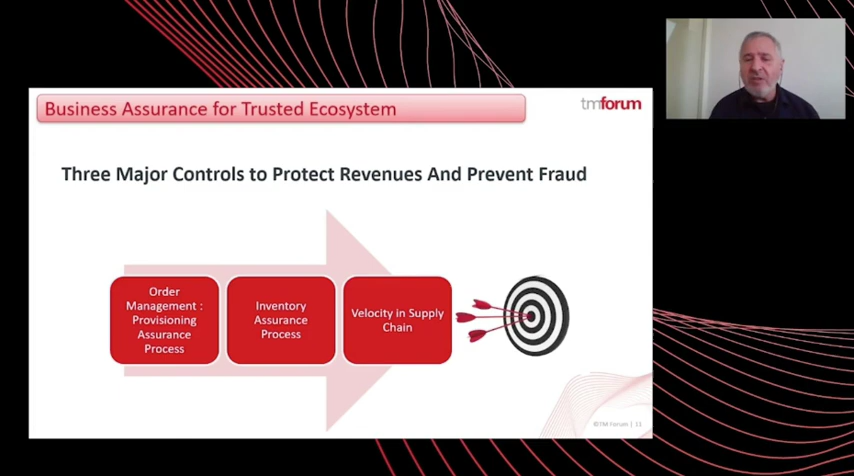 Business Assurance for Trusted Ecosystem
tmforum
Three Major Controls to Protect Revenues And Prevent Fraud
Order
Management :
Provisioning
Assurance
Process
Inventory
Assurance
Process
Velocity in Supply
Chain
©TM Forum | 11